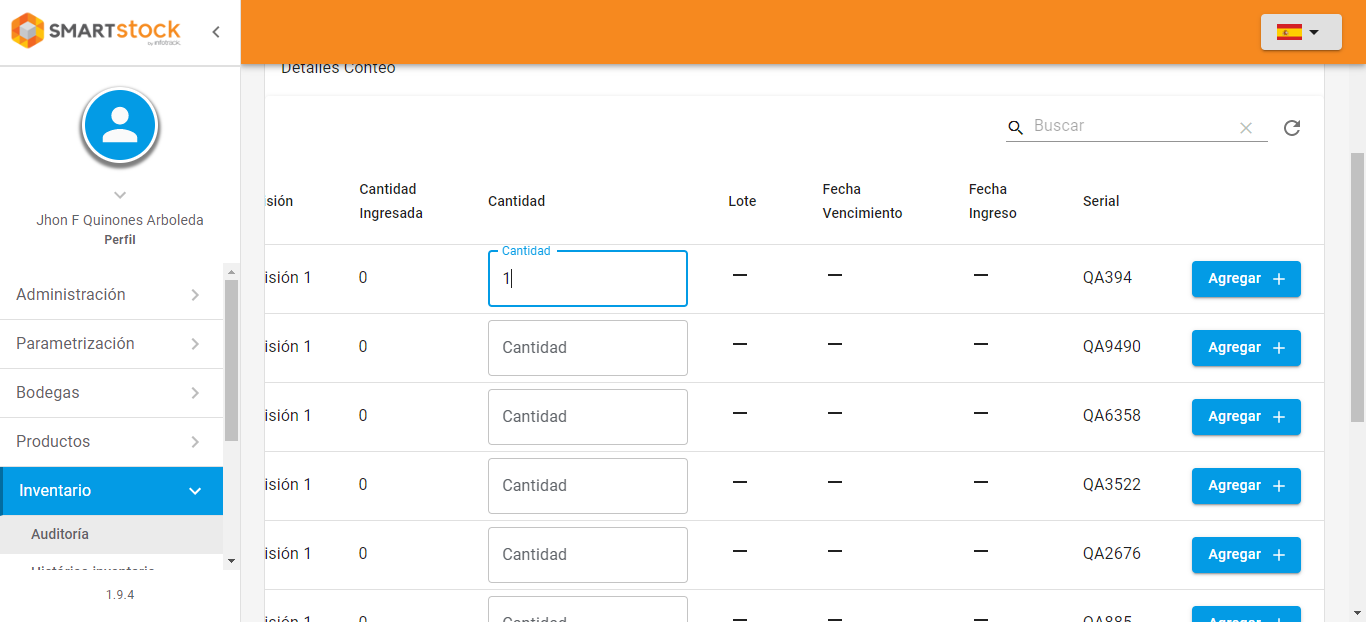 SMARTstock
by infotrack.
Detalles Conteo
Jhon F Quinones Arboleda
Perfil
Administración
Parametrización
Bodegas
Productos
Inventario
Auditoría
Histórico inventario
1.9.4
Buscar
sión
Cantidad Ingresada
Cantidad
Lote
Fecha Vencimiento
Fecha Ingreso
Serial
isión 1 0 Cantidad 1 — — — QA394 Agregar +
isión 1 0 Cantidad — — — QA9490 Agregar +
isión 1 0 Cantidad — — — QA6358 Agregar +
isión 1 0 Cantidad — — — QA3522 Agregar +
isión 1 0 Cantidad — — — QA2676 Agregar +
isión 1 0 Cantidad — — — QA885 Agregar +